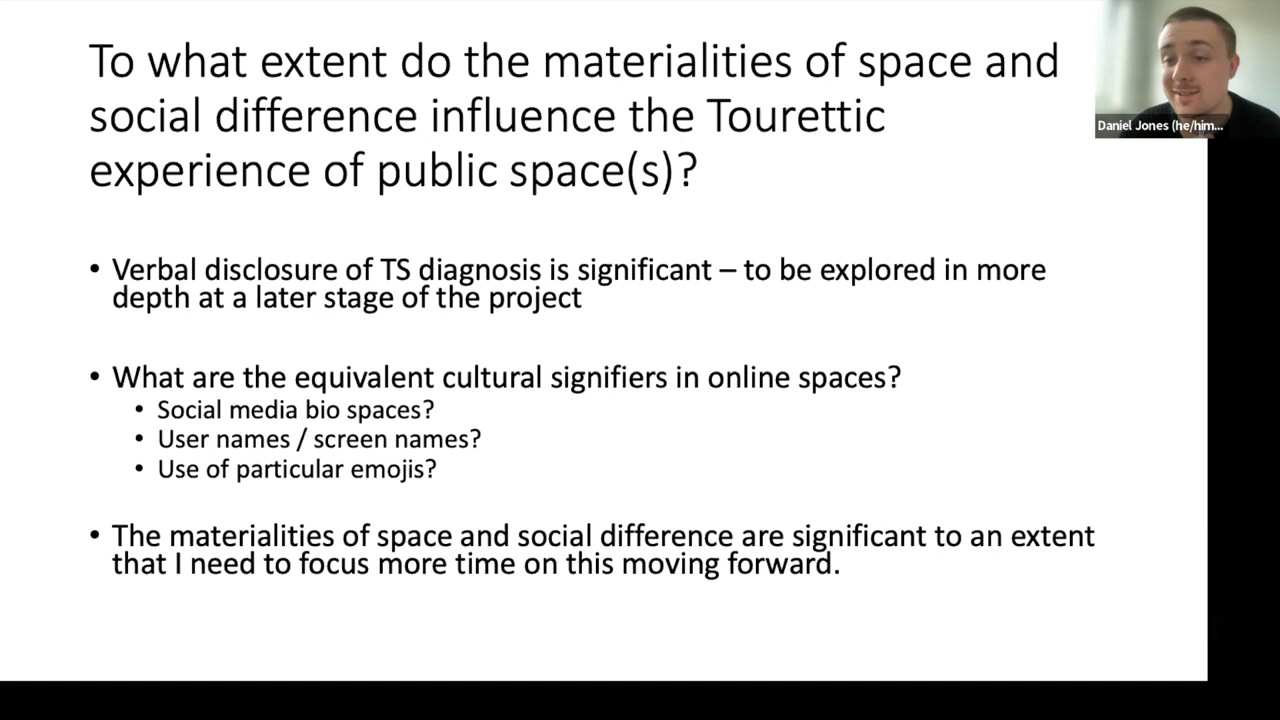 To what extent do the materialities of space and
social difference influence the Tourettic
experience of public space(s)?
Daniel Jones (he/him...
• Verbal disclosure of TS diagnosis is significant – to be explored in more
depth at a later stage of the project
• What are the equivalent cultural signifiers in online spaces?
• Social media bio spaces?
• User names / screen names?
• Use of particular emojis?
• The materialities of space and social difference are significant to an extent
that I need to focus more time on this moving forward.